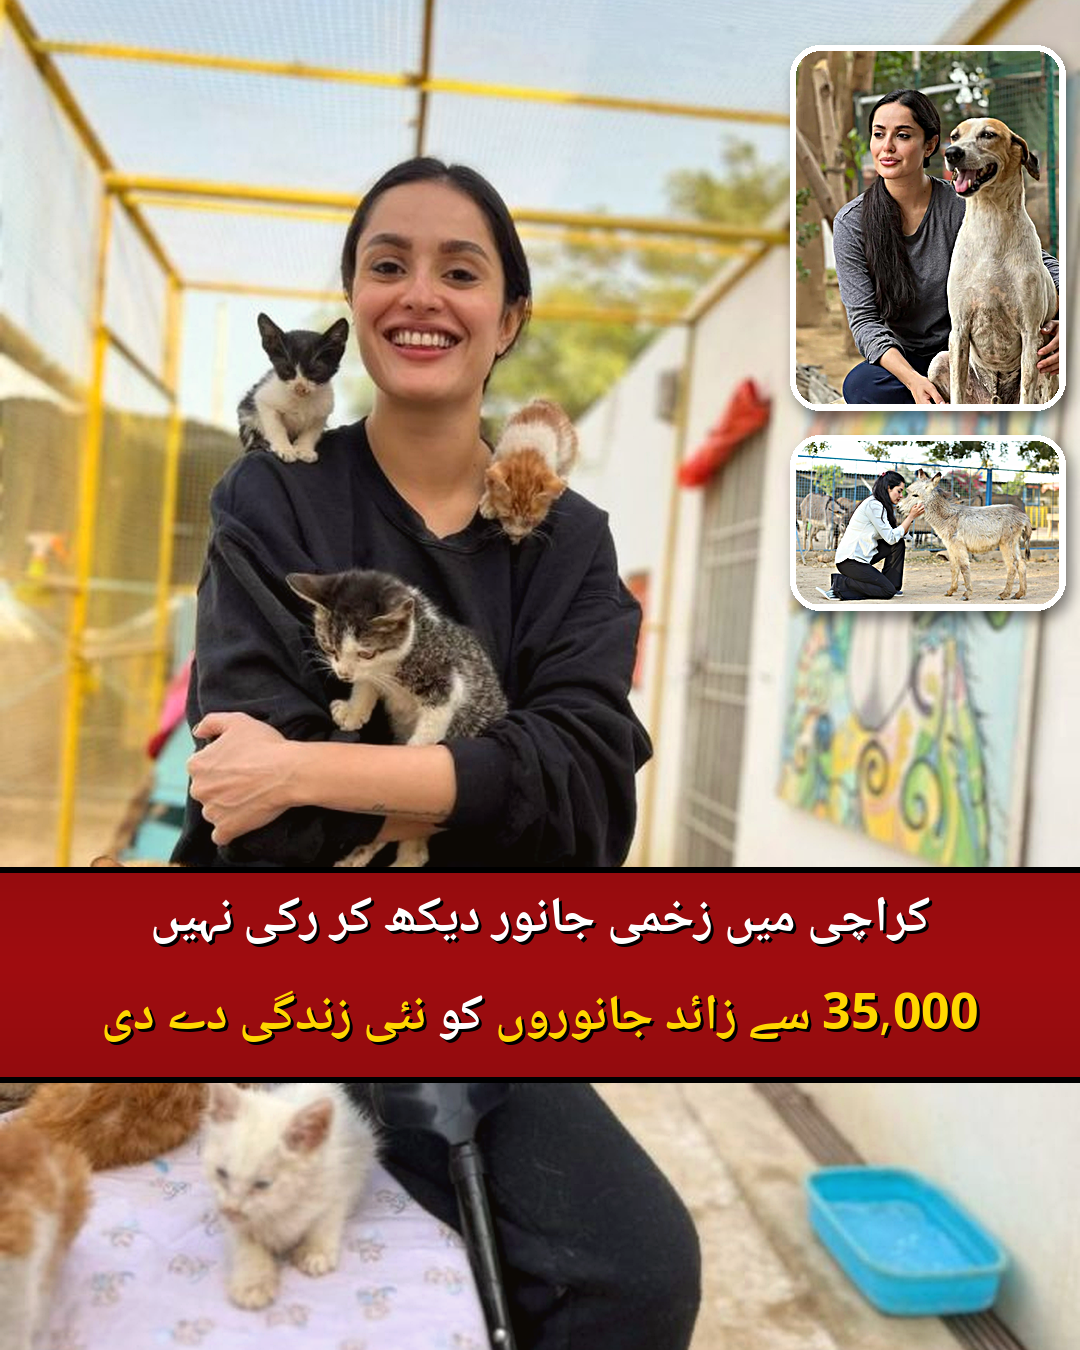 کراچی میں زخمی جانور دیکھ کر رکی نہیں
35,000 سے زائد جانوروں کو نئی زندگی دے دی